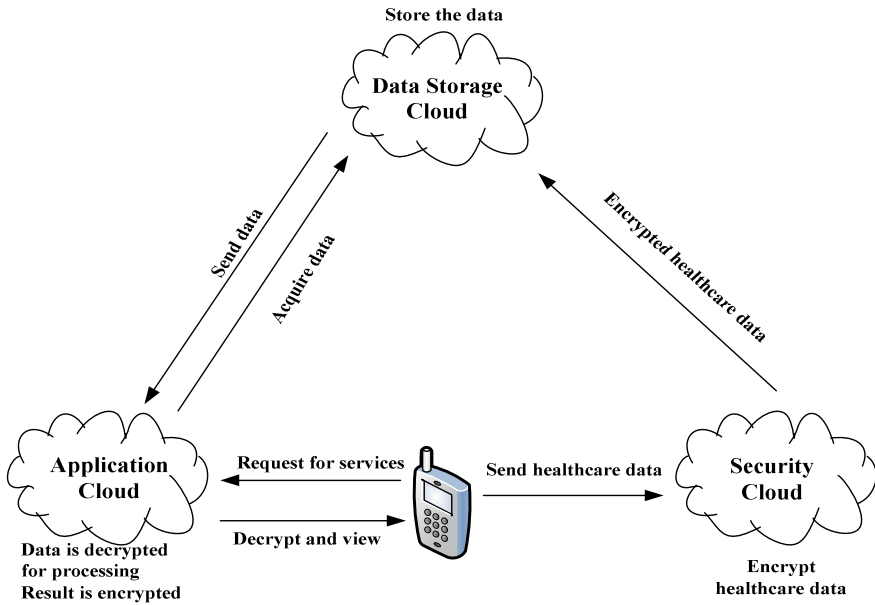 Store the data
Data Storage
Cloud
Send data
Acquire data
Encrypted healthcare data
Application
Cloud
Request for services
Decrypt and view
Send healthcare data
Security
Cloud
Data is decrypted
for processing
Result is encrypted
Encrypt
healthcare data